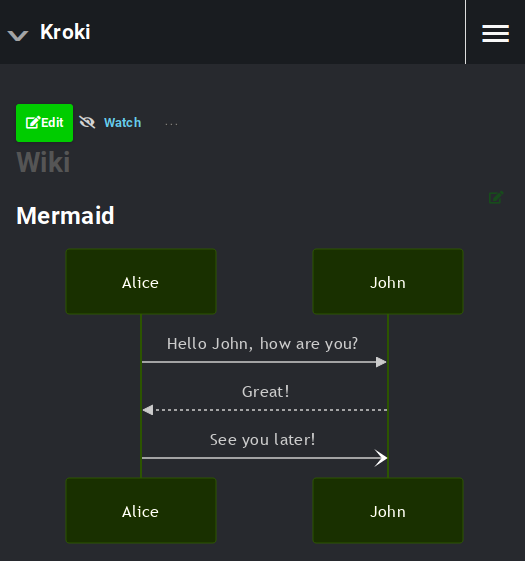 Kroki
Edit Watch ...
Wiki
Mermaid
Alice John
Hello John, how are you?
Great!
See you later!
Alice John